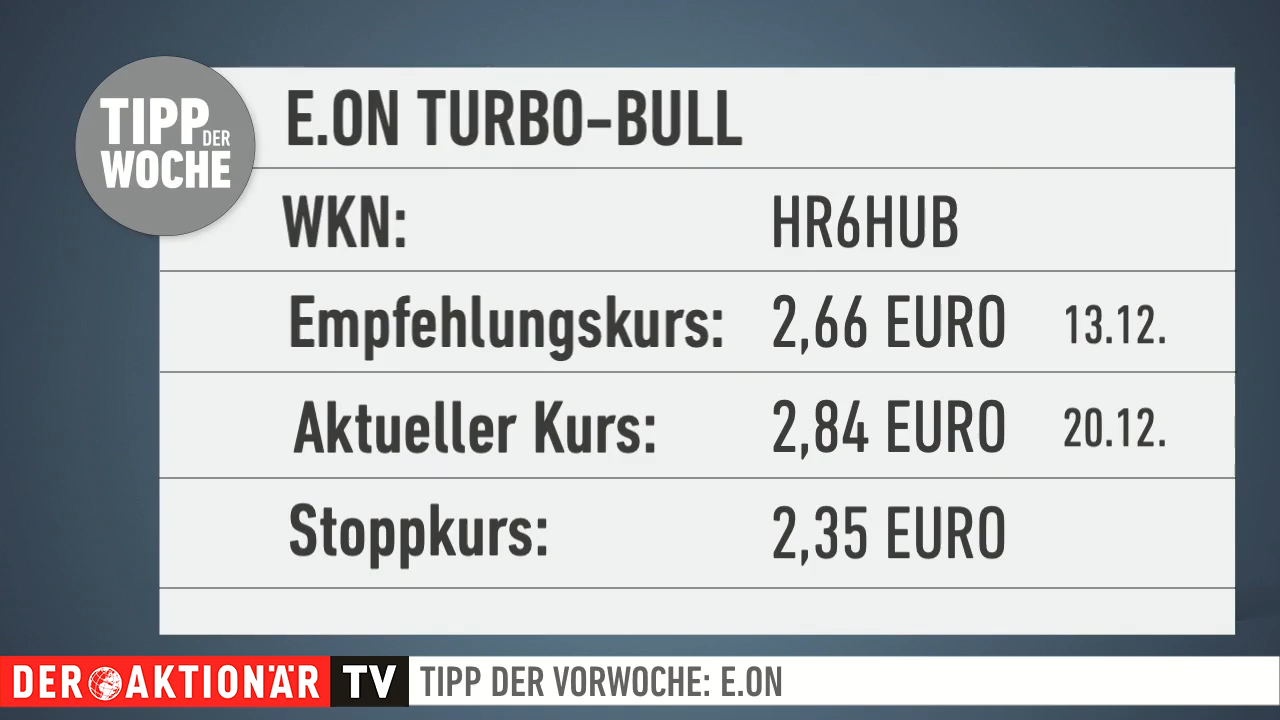 TIPP DER
WOCHE
E.ON TURBO-BULL
WKN: HR6HUB
Empfehlungskurs: 2,66 EURO 13.12.
Aktueller Kurs: 2,84 EURO 20.12.
Stoppkurs: 2,35 EURO
DER AKTIONÄR TV TIPP DER VORWOCHE: E.ON